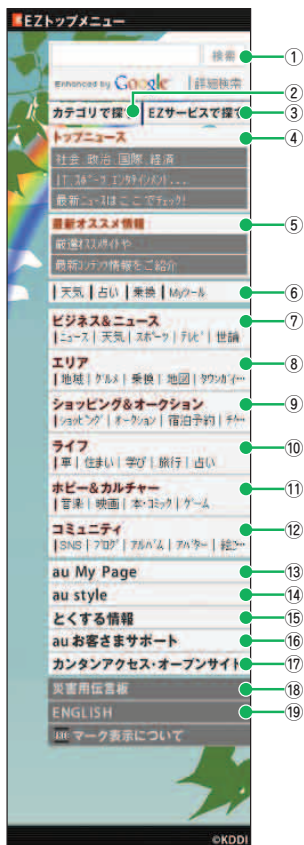 EZトップメニュー
検索
①
Enhanced by Google 詳細検索
カテゴリで探す
②
EZサービスで探す
③
トップニュース
④
社会 政治 国際 経済
IT スポーツ エンタテインメント...
最新ニュースはここでチェック!
最新オススメ情報
⑤
厳選オススメサイトや
最新コンテンツ情報をご紹介
|天気|占い|乗換|Myツール
⑥
ビジネス&ニュース
⑦
|ニュース|天気|スポーツ|テレビ|世論
エリア
⑧
|地域|グルメ|乗換|地図|タウンガイ…
ショッピング&オークション
⑨
|ショッピング|オークション|宿泊予約|チケ…
ライフ
⑩
|車|住まい|学び|旅行|占い
ホビー&カルチャー
⑪
|音楽|映画|本・コミック|ゲーム
コミュニティ
⑫
|SNS|ブログ|アルバム|アバター|絵…
au My Page
⑬
au style
⑭
とくする情報
⑮
au お客さまサポート
⑯
カンタンアクセス・オープンサイト
⑰
災害用伝言板
⑱
ENGLISH
⑲
マーク表示について
©KDDI